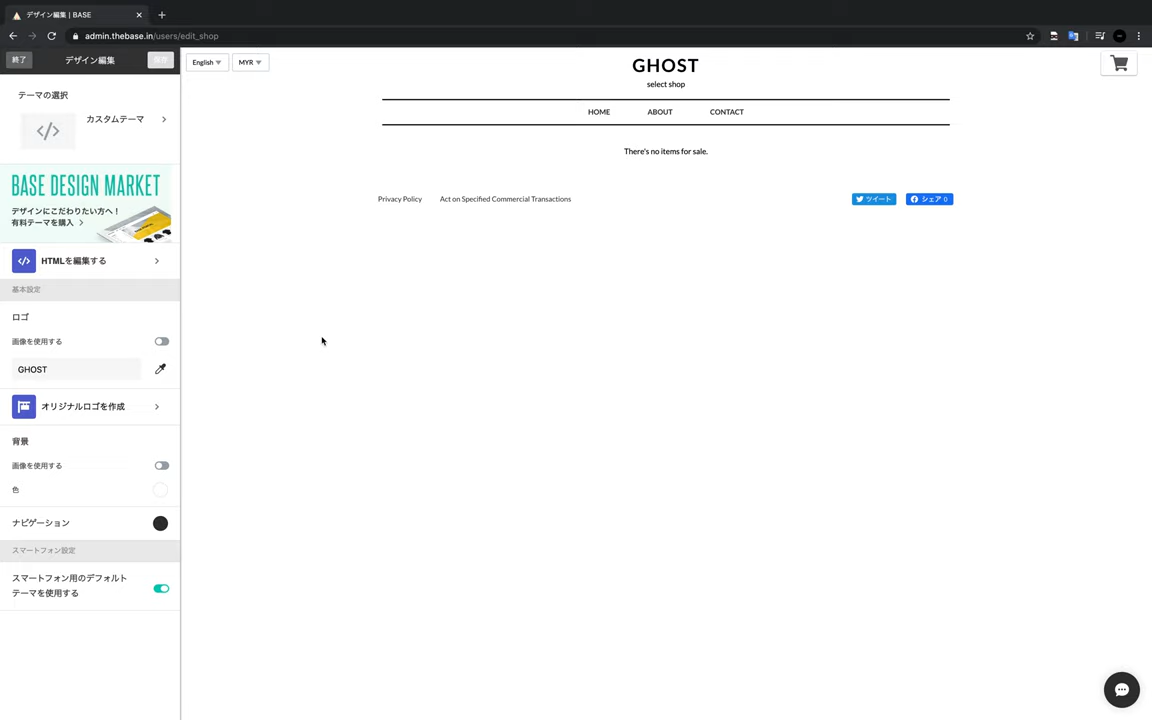 デザイン編集 | BASE
admin.thebase.in/users/edit_shop
終了
デザイン編集
保存
テーマの選択
カスタムテーマ
BASE DESIGN MARKET
デザインにこだわりたい方へ！
有料テーマを購入
HTMLを編集する
基本設定
ロゴ
画像を使用する
GHOST
オリジナルロゴを作成
背景
画像を使用する
色
ナビゲーション
スマートフォン設定
スマートフォン用のデフォルト
テーマを使用する
English ▼
MYR ▼
GHOST
select shop
HOME ABOUT CONTACT
There's no items for sale.
Privacy Policy Act on Specified Commercial Transactions
ツイート
シェア 0